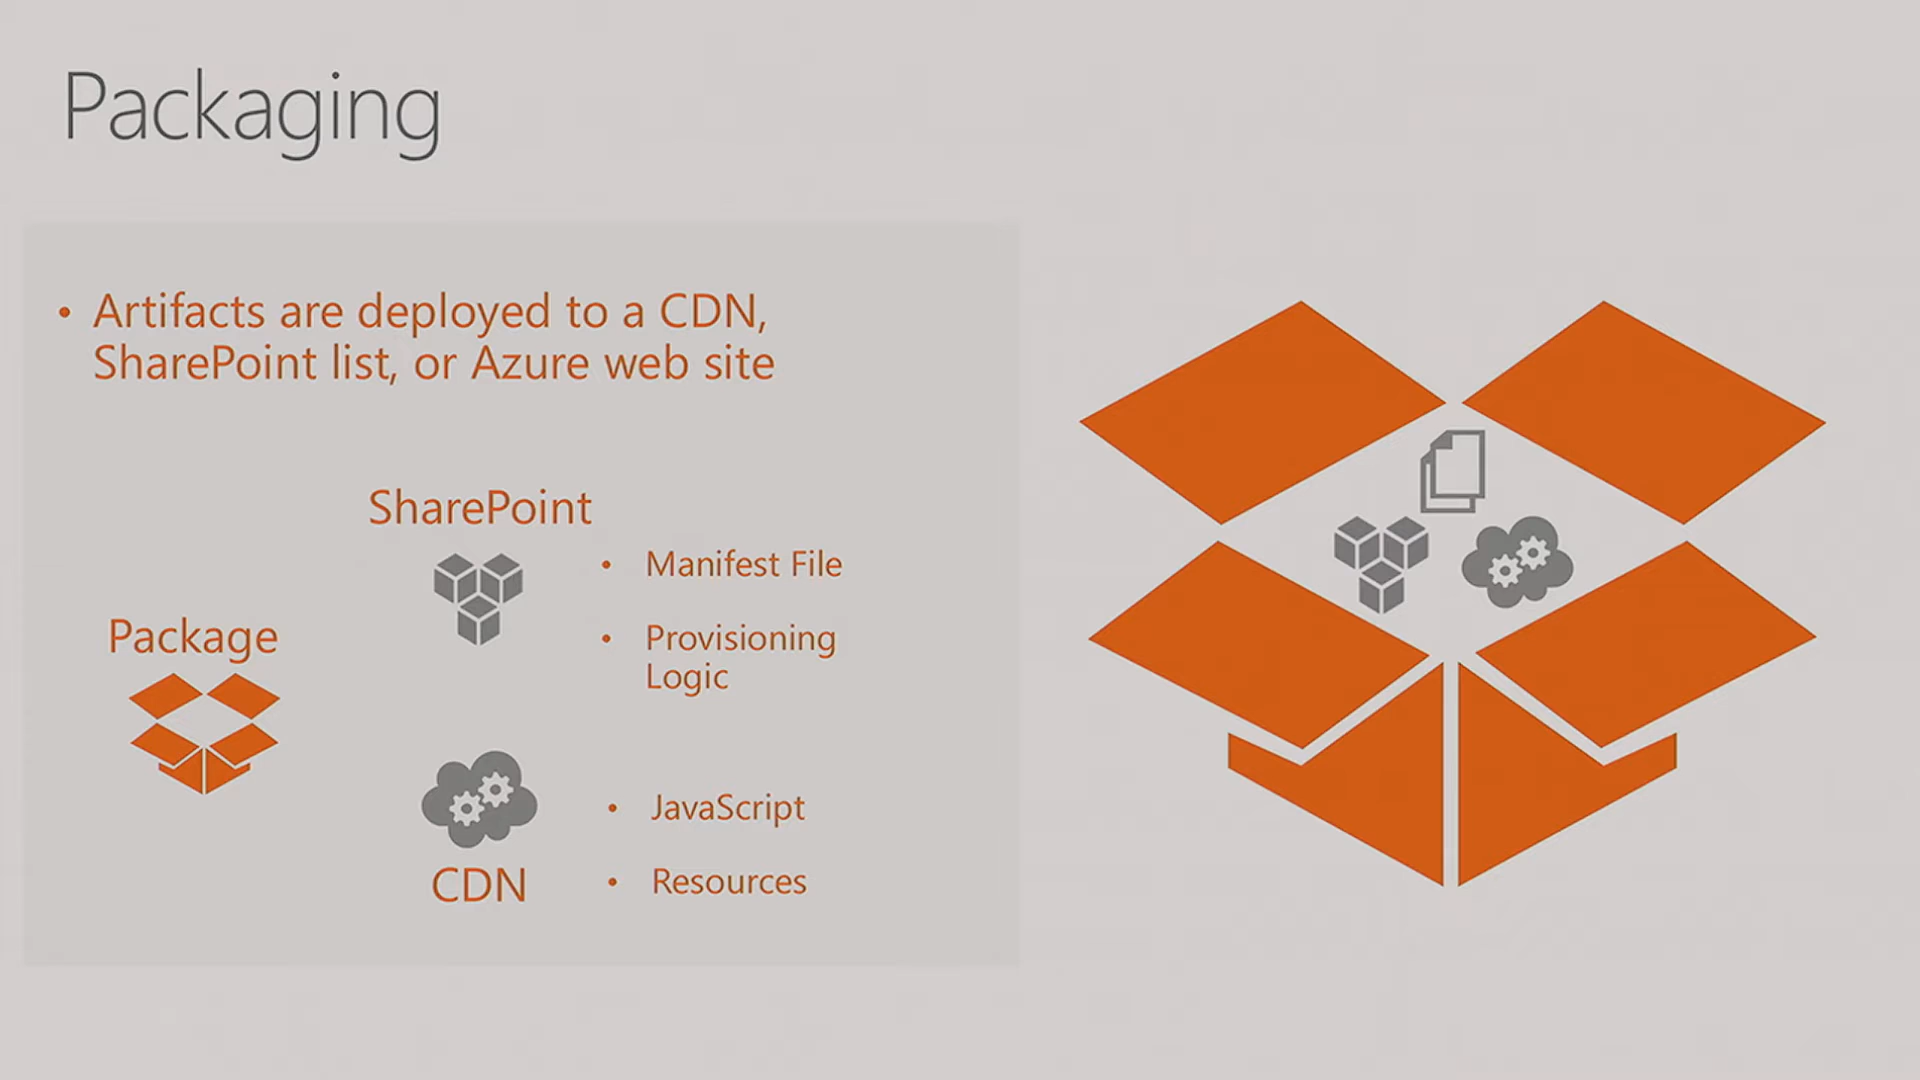 Packaging
• Artifacts are deployed to a CDN,
SharePoint list, or Azure web site
SharePoint
• Manifest File
• Provisioning
Logic
Package
• JavaScript
CDN
• Resources